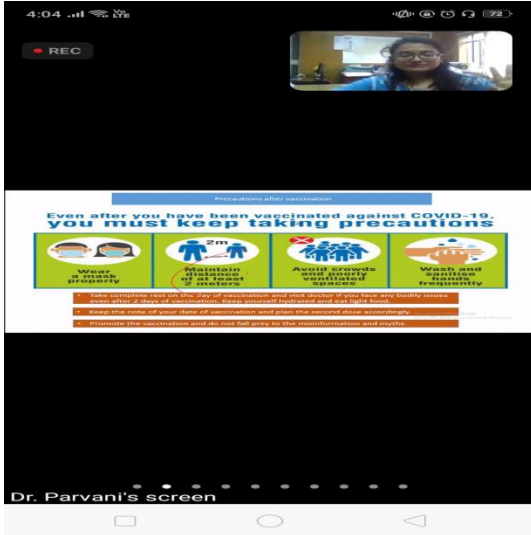 4:04
Vo LTE
72
REC
Precautions after vaccination
Even after you have been vaccinated against COVID-19,
you must keep taking precautions
2m
Wear
a mask
properly
Maintain
distance
of at least
2 meters
Avoid crowds
and poorly
ventilated
spaces
Wash and
sanitise
hands
frequently
• Take complete rest on the day of vaccination and visit doctor if you face any bodily issues
even after 2 days of vaccination. Keep yourself hydrated and eat light food.
• Keep the note of your date of vaccination and plan the second dose accordingly.
• Promote the vaccination and do not fall prey to the misinformation and myths.
Dr. Parvani's screen